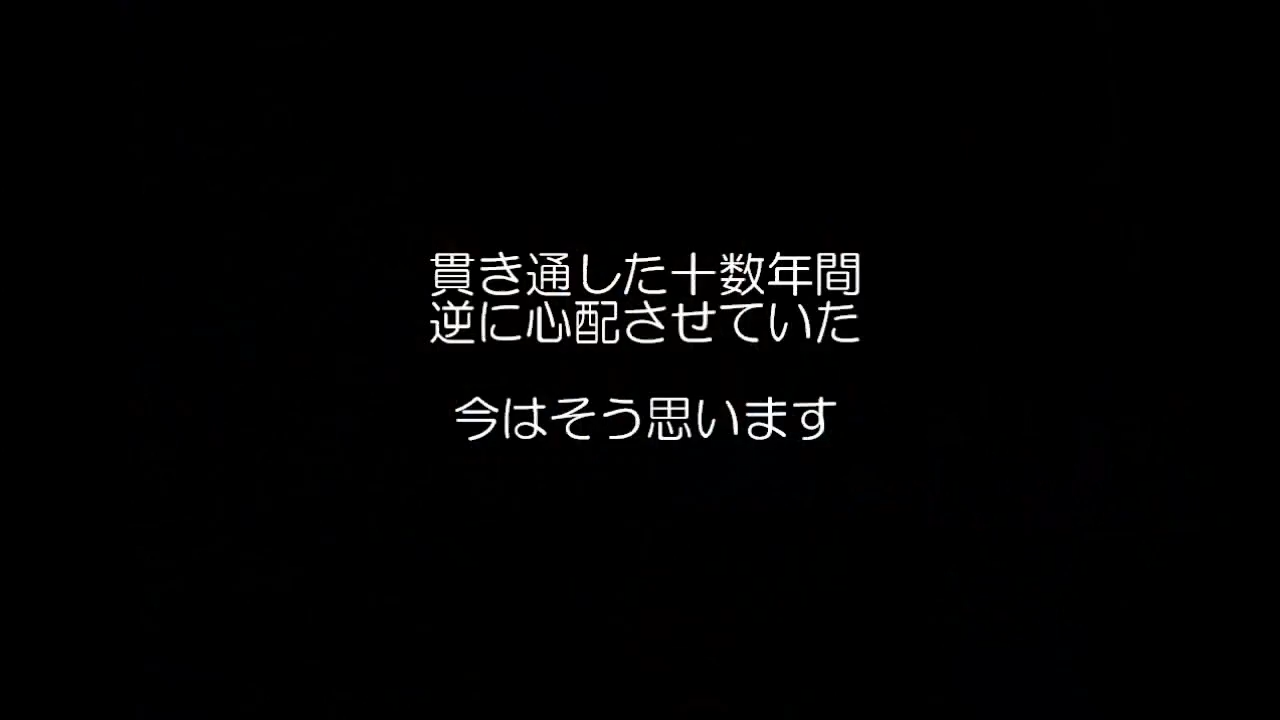 貫き通した十数年間
逆に心配させていた
今はそう思います